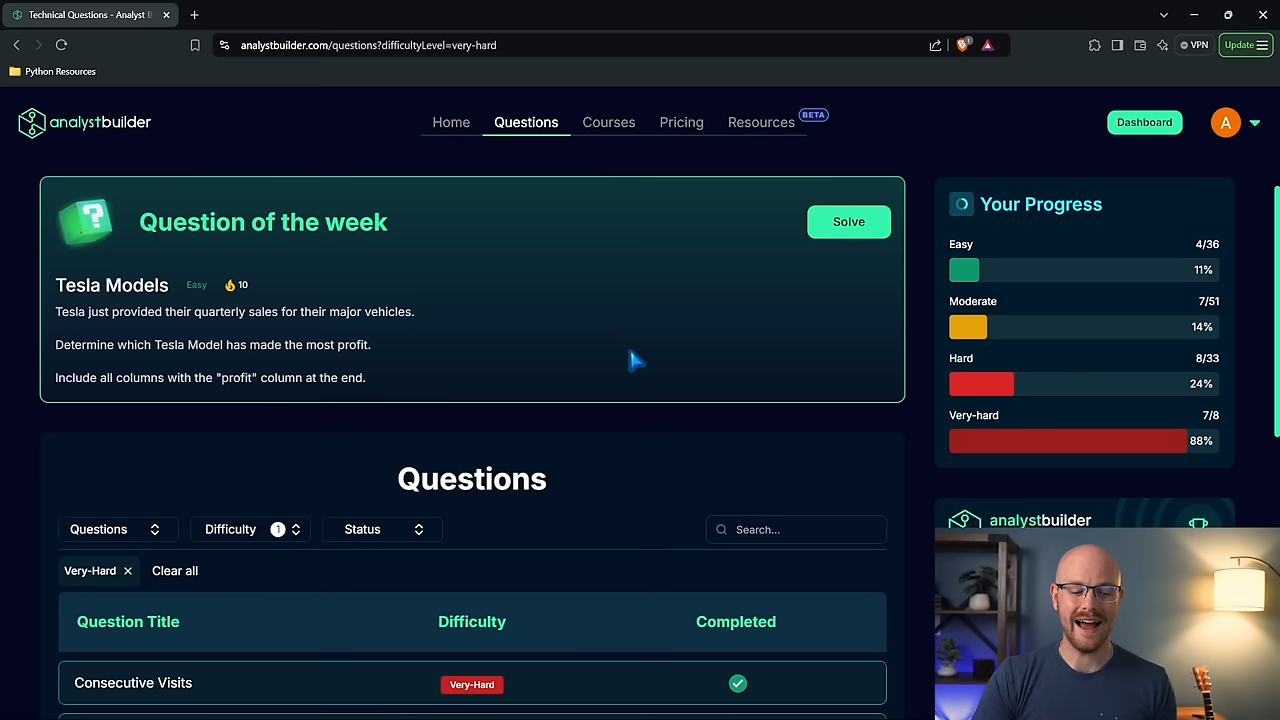 Technical Questions - Analyst B
analystbuilder.com/questions?difficultyLevel=very-hard
1
VPN
Update
Python Resources
analystbuilder
Home
Questions
Courses
Pricing
Resources
BETA
Dashboard
A
?
Question of the week
Solve
Tesla Models
Easy
10
Tesla just provided their quarterly sales for their major vehicles.
Determine which Tesla Model has made the most profit.
Include all columns with the "profit" column at the end.
Your Progress
Easy
4/36
11%
Moderate
7/51
14%
Hard
8/33
24%
Very-hard
7/8
88%
Questions
Questions
Difficulty
1
Status
Search...
Very-Hard
Clear all
Question Title
Difficulty
Completed
Consecutive Visits
Very-Hard
analystbuilder